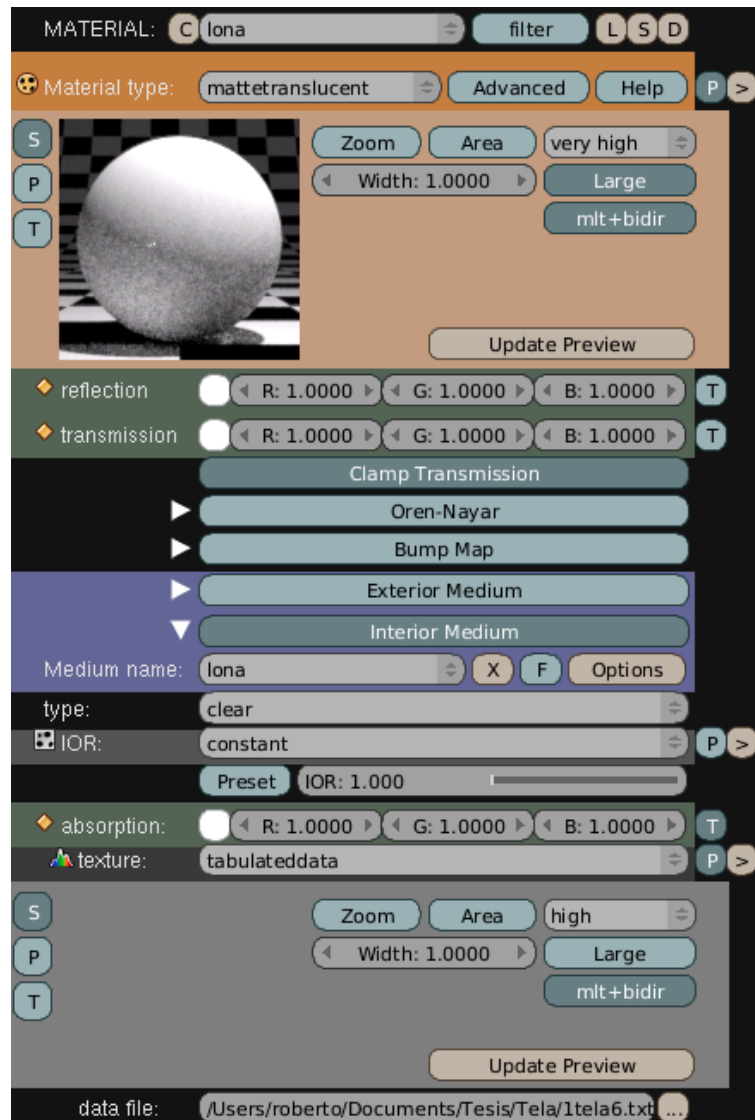 MATERIAL: C lona filter L S D
Material type: mattetranslucent Advanced Help P >
S Zoom Area very high
P Width: 1.0000 Large
T mlt+bidir
Update Preview
reflection R: 1.0000 G: 1.0000 B: 1.0000 T
transmission R: 1.0000 G: 1.0000 B: 1.0000 T
Clamp Transmission
Oren-Nayar
Bump Map
Exterior Medium
Interior Medium
Medium name: lona X F Options
type: clear
IOR: constant P >
Preset IOR: 1.000
absorption: R: 1.0000 G: 1.0000 B: 1.0000 T
texture: tabulateddata P >
S Zoom Area high
P Width: 1.0000 Large
T mlt+bidir
Update Preview
data file: /Users/roberto/Documents/Tesis/Tela/1tela6.txt ...